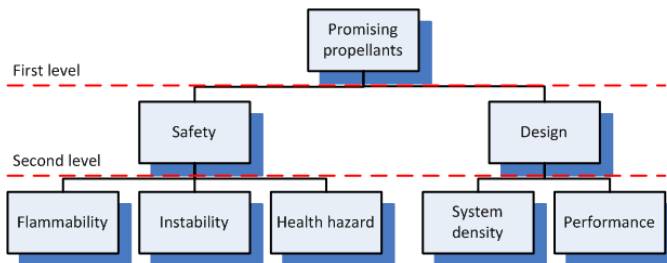 Promising
propellants
First level
Safety
Design
Second level
Flammability
Instability
Health hazard
System
density
Performance